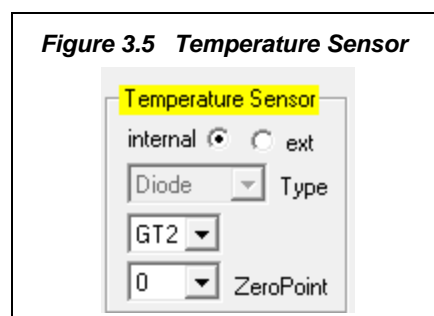 Figure 3.5 Temperature Sensor
Temperature Sensor
internal ext
Diode Type
GT2
0 ZeroPoint